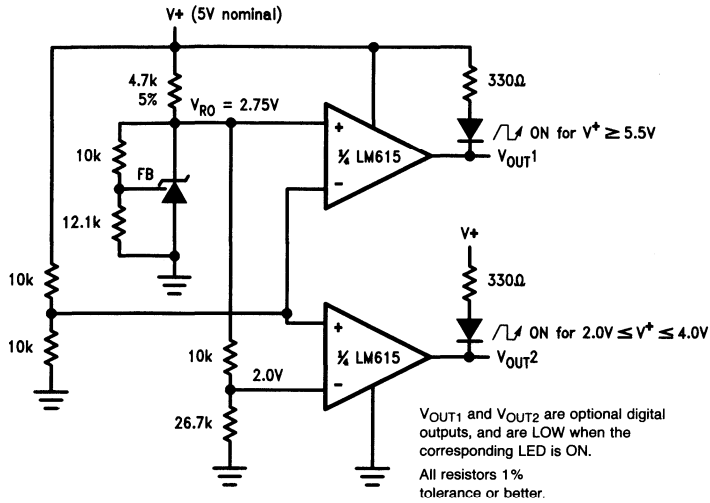 V+ (5V nominal)
4.7k
5%
V_RO = 2.75V
330Ω
+
¼ LM615
−
ON for V⁺ ≥ 5.5V
V_OUT1
10k
FB
12.1k
V+
330Ω
10k
10k
+
¼ LM615
−
ON for 2.0V ≤ V⁺ ≤ 4.0V
V_OUT2
10k
2.0V
26.7k
V_OUT1 and V_OUT2 are optional digital
outputs, and are LOW when the
corresponding LED is ON.
All resistors 1%
tolerance or better.